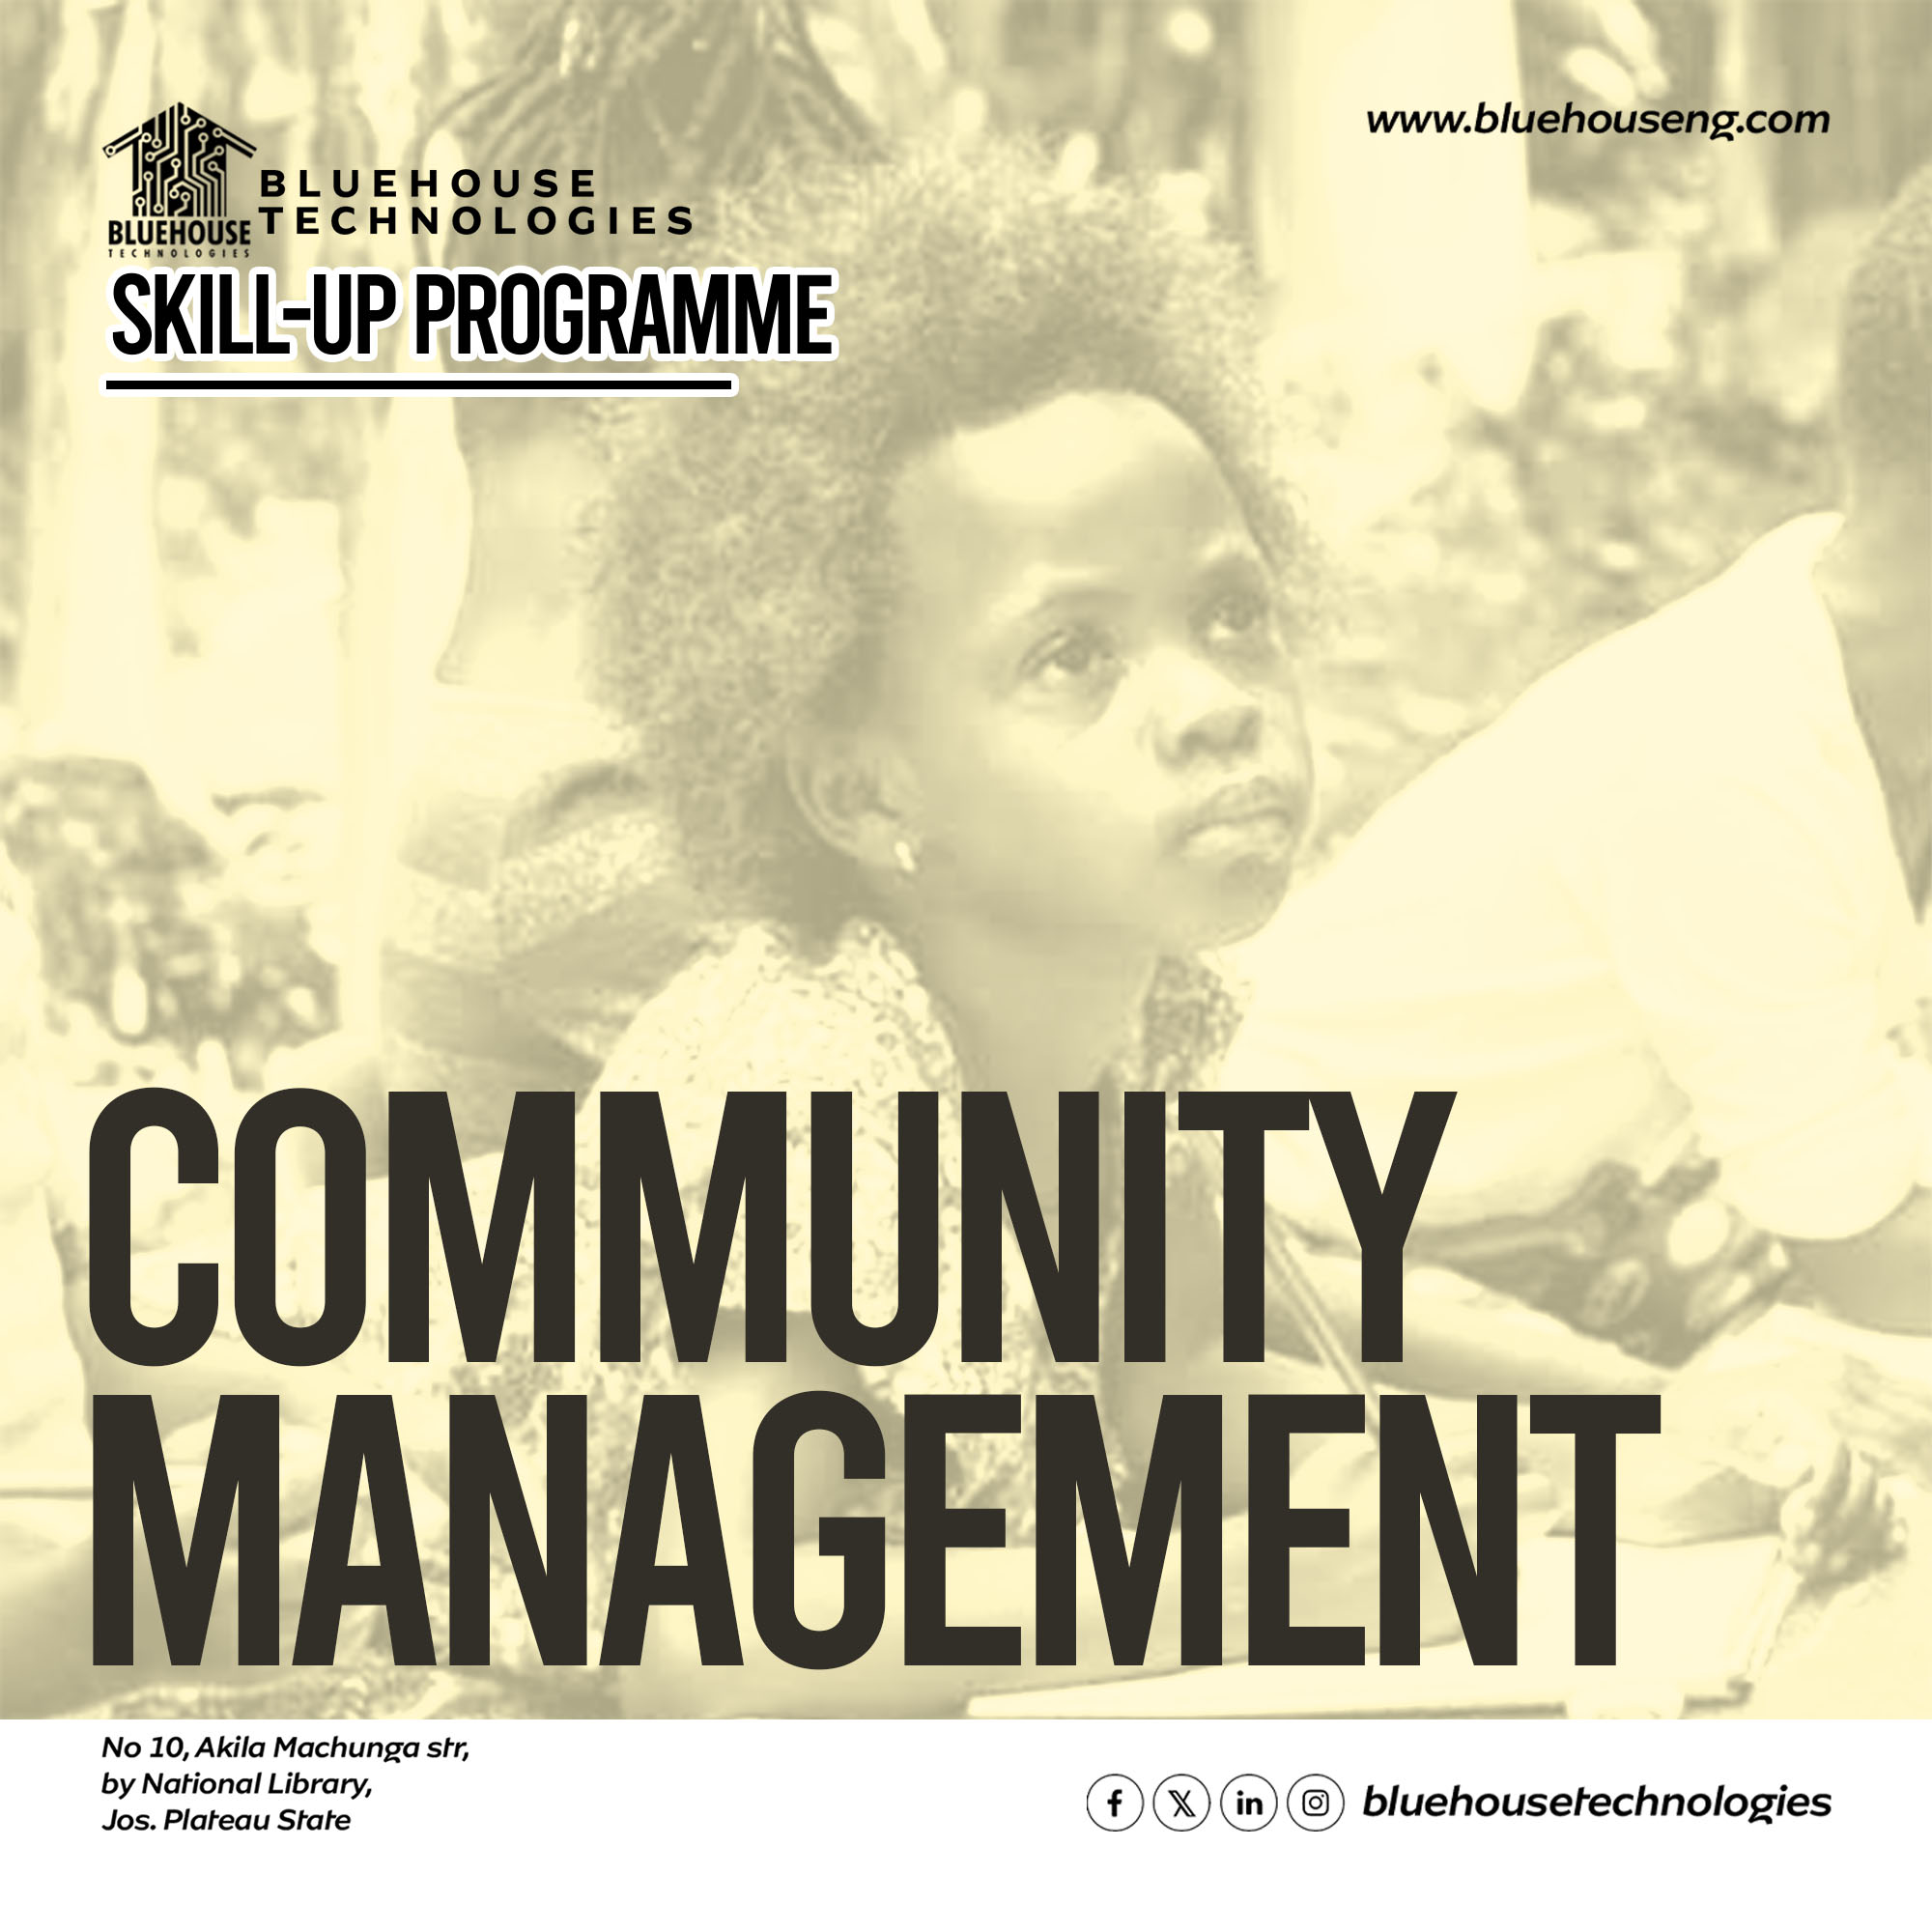 www.bluehouseng.com
BLUEHOUSE
TECHNOLOGIES
BLUEHOUSE
TECHNOLOGIES
SKILL-UP PROGRAMME
COMMUNITY
MANAGEMENT
No 10, Akila Machunga str,
by National Library,
Jos. Plateau State
f X in bluehousetechnologies